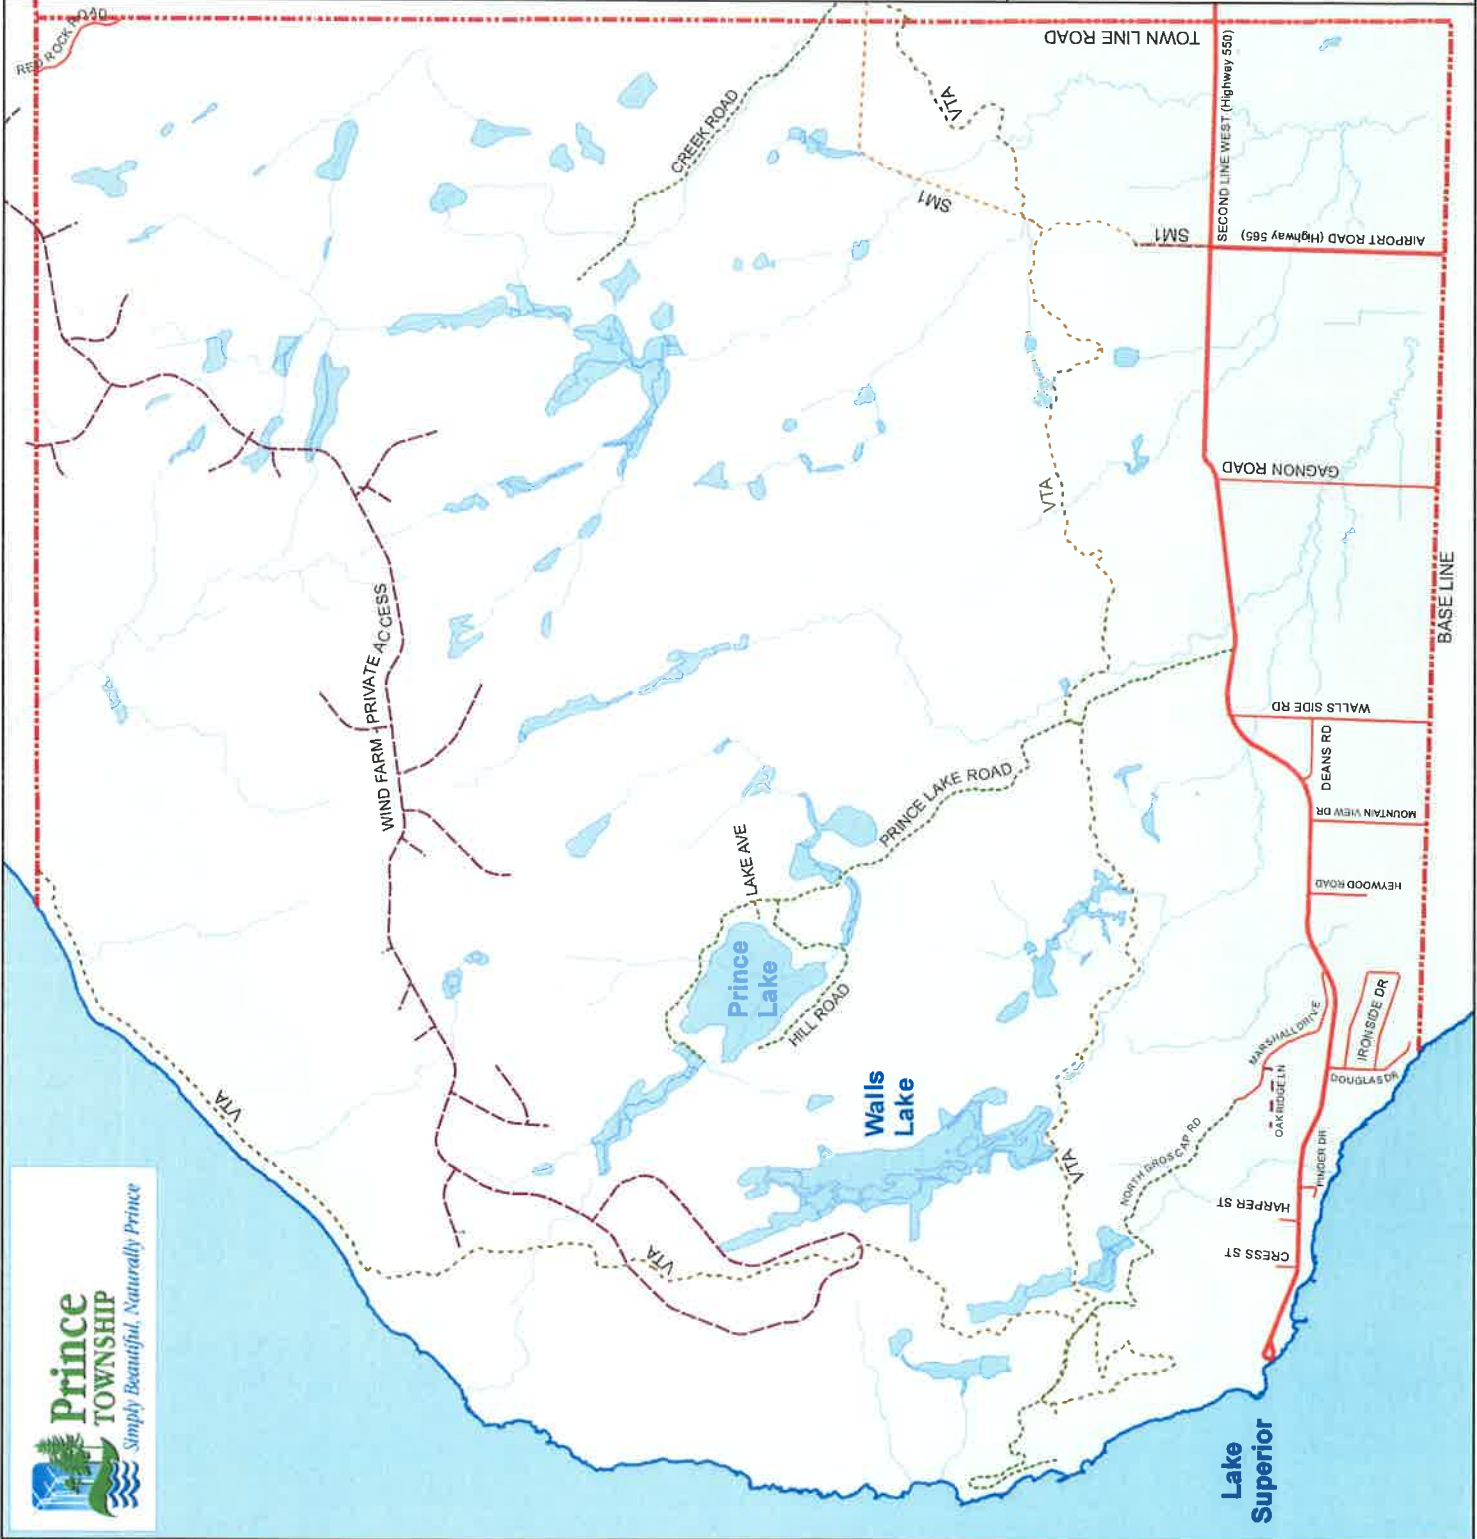 Prince
TOWNSHIP
Simply Beautiful, Naturally Prince
RED ROCK ROAD
TOWN LINE ROAD
CREEK ROAD
VTA
SM1
SM1
SECOND LINE WEST (Highway 550)
AIRPORT ROAD (Highway 565)
WIND FARM - PRIVATE ACCESS
VTA
GAGNON ROAD
BASE LINE
WALLS SIDE RD
DEANS RD
MOUNTAIN VIEW DR
HEYWOOD ROAD
PRINCE LAKE ROAD
LAKE AVE
Prince
Lake
HILL ROAD
Walls
Lake
VTA
VTA
VTA
MARSHALL DRIVE
IRONSIDE DR
DOUGLAS DR
OAKRIDGE LN
NORTH GROS CAP RD
PINDER DR
HARPER ST
CRESS ST
Lake
Superior